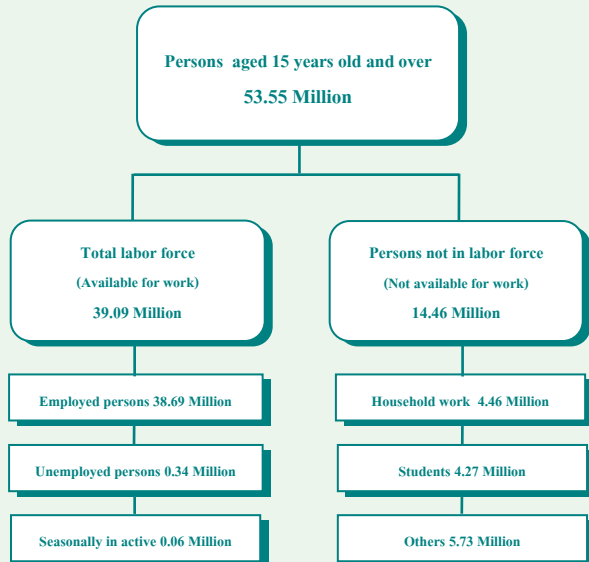 Persons aged 15 years old and over
53.55 Million
Total labor force
(Available for work)
39.09 Million
Persons not in labor force
(Not available for work)
14.46 Million
Employed persons 38.69 Million
Household work 4.46 Million
Unemployed persons 0.34 Million
Students 4.27 Million
Seasonally in active 0.06 Million
Others 5.73 Million